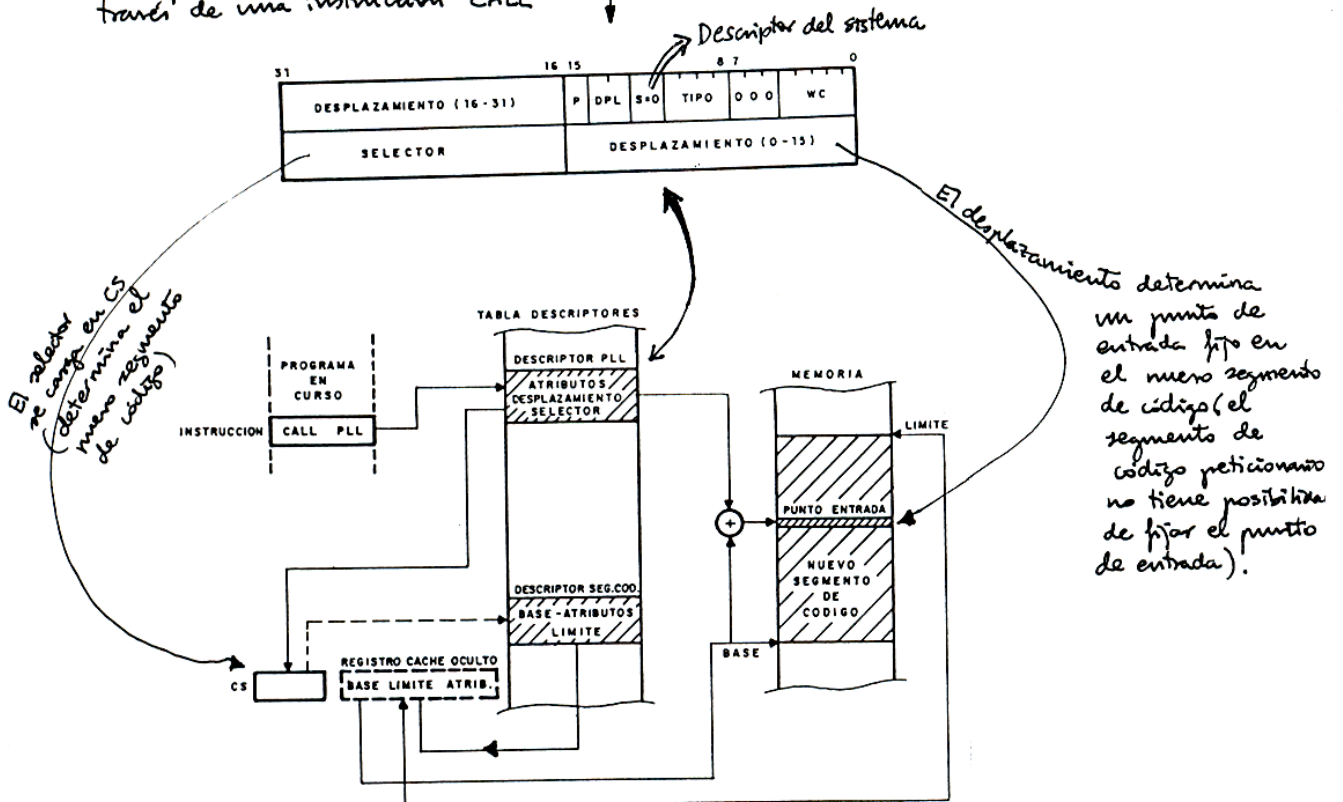 través de una instrucción CALL
Descriptor del sistema
31 16 15 8 7 0
DESPLAZAMIENTO (16-31) P DPL S=0 TIPO 0 0 0 WC
SELECTOR DESPLAZAMIENTO (0-15)
El selector
se carga en CS
(determina el
nuevo segmento
de código)
El desplazamiento determina
un punto de
entrada fijo en
el nuevo segmento
de código (el
segmento de
código peticionario
no tiene posibilida
de fijar el punto
de entrada).
TABLA DESCRIPTORES
DESCRIPTOR PLL
ATRIBUTOS
DESPLAZAMIENTO
SELECTOR
PROGRAMA
EN
CURSO
INSTRUCCION CALL PLL
MEMORIA
LIMITE
PUNTO ENTRADA
+
NUEVO
SEGMENTO
DE
CODIGO
BASE
DESCRIPTOR SEG.COD.
BASE-ATRIBUTOS
LIMITE
REGISTRO CACHE OCULTO
CS BASE LIMITE ATRIB.